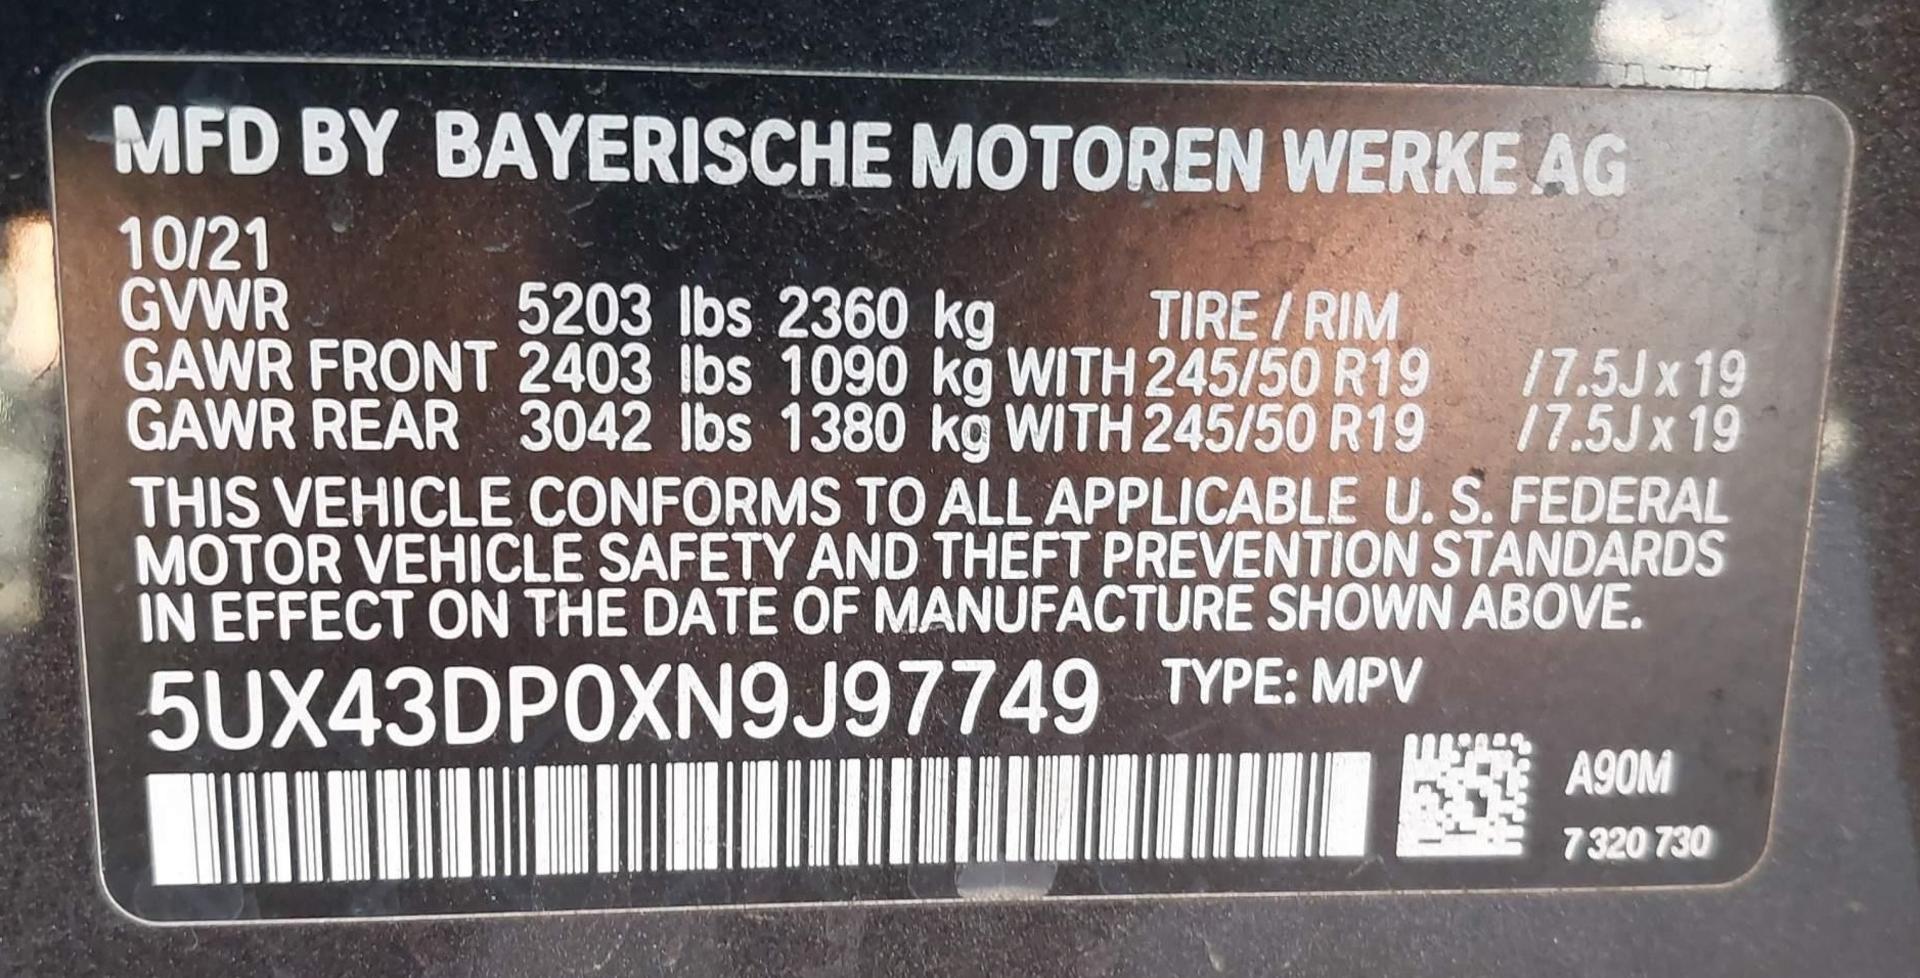 MFD BY BAYERISCHE MOTOREN WERKE AG
10/21
GVWR 5203 lbs 2360 kg TIRE / RIM
GAWR FRONT 2403 lbs 1090 kg WITH 245/50 R19 /7.5J x 19
GAWR REAR 3042 lbs 1380 kg WITH 245/50 R19 /7.5J x 19
THIS VEHICLE CONFORMS TO ALL APPLICABLE U. S. FEDERAL
MOTOR VEHICLE SAFETY AND THEFT PREVENTION STANDARDS
IN EFFECT ON THE DATE OF MANUFACTURE SHOWN ABOVE.
5UX43DP0XN9J97749 TYPE: MPV
A90M
7 320 730